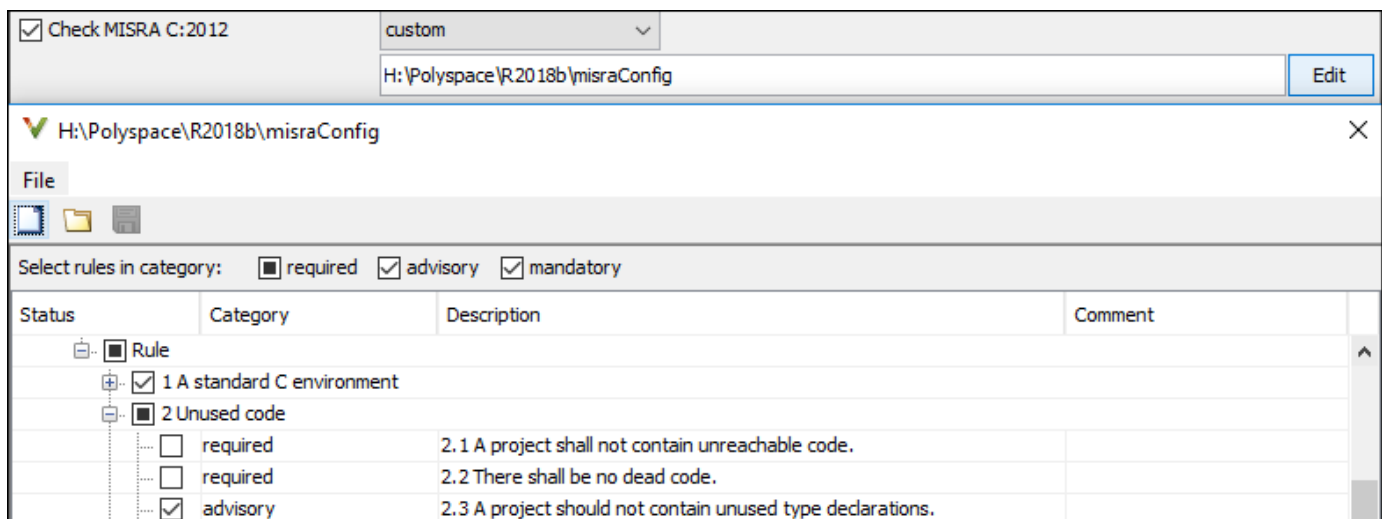 Check MISRA C:2012 custom
H:\Polyspace\R2018b\misraConfig Edit
H:\Polyspace\R2018b\misraConfig
File
Select rules in category: required advisory mandatory
Status Category Description Comment
Rule
1 A standard C environment
2 Unused code
required 2.1 A project shall not contain unreachable code.
required 2.2 There shall be no dead code.
advisory 2.3 A project should not contain unused type declarations.